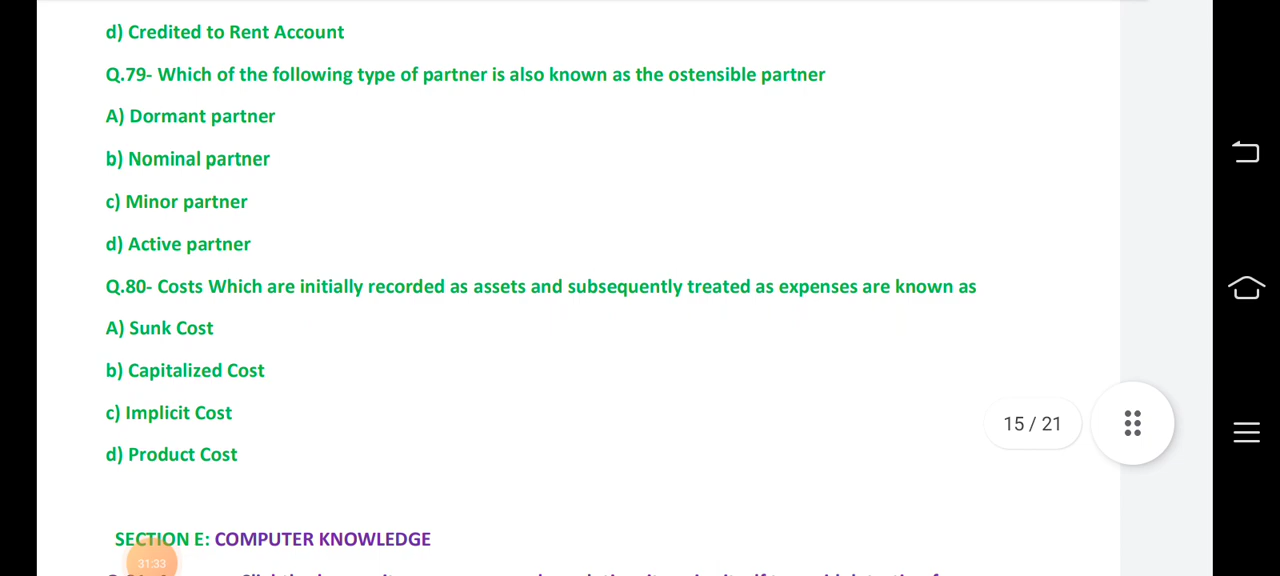 d) Credited to Rent Account
Q.79- Which of the following type of partner is also known as the ostensible partner
A) Dormant partner
b) Nominal partner
c) Minor partner
d) Active partner
Q.80- Costs Which are initially recorded as assets and subsequently treated as expenses are known as
A) Sunk Cost
b) Capitalized Cost
c) Implicit Cost
15 / 21
d) Product Cost
SECTION E: COMPUTER KNOWLEDGE
31:33